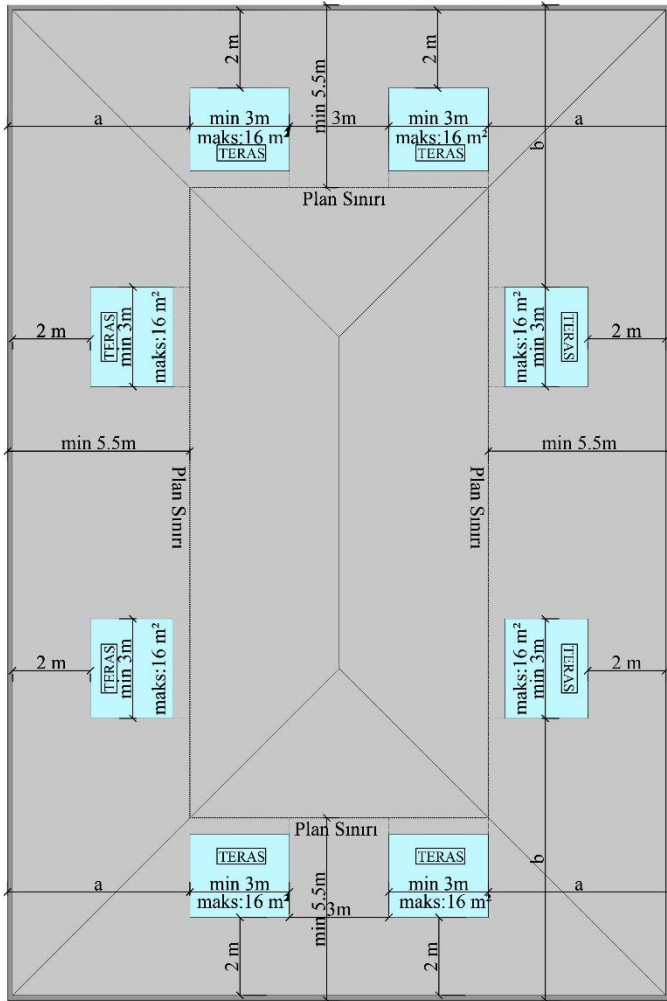 2 m
2 m
min 5.5m
a
min 3m
3m
min 3m
a
maks:16 m²
maks:16 m²
TERAS
TERAS
b
Plan Sınırı
2 m
TERAS
min 3m
maks:16 m²
maks:16 m²
min 3m
TERAS
2 m
min 5.5m
min 5.5m
Plan Sınırı
Plan Sınırı
2 m
TERAS
min 3m
maks:16 m²
maks:16 m²
min 3m
TERAS
2 m
Plan Sınırı
TERAS
TERAS
b
a
min 3m
min 3m
a
maks:16 m²
maks:16 m²
min 5.5m
3m
2 m
2 m